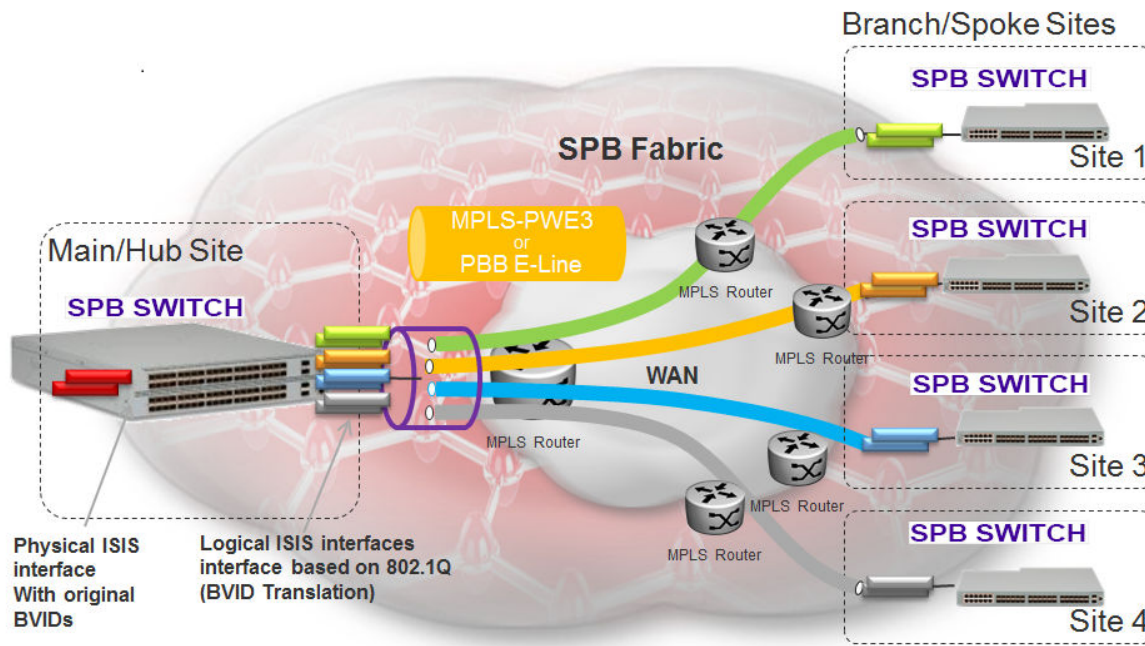 Branch/Spoke Sites
SPB SWITCH
Site 1
SPB Fabric
MPLS-PWE3
or
PBB E-Line
MPLS Router
SPB SWITCH
Site 2
MPLS Router
Main/Hub Site
SPB SWITCH
WAN
MPLS Router
SPB SWITCH
Site 3
MPLS Router
MPLS Router
SPB SWITCH
Site 4
Physical ISIS
interface
With original
BVIDs
Logical ISIS interfaces
interface based on 802.1Q
(BVID Translation)